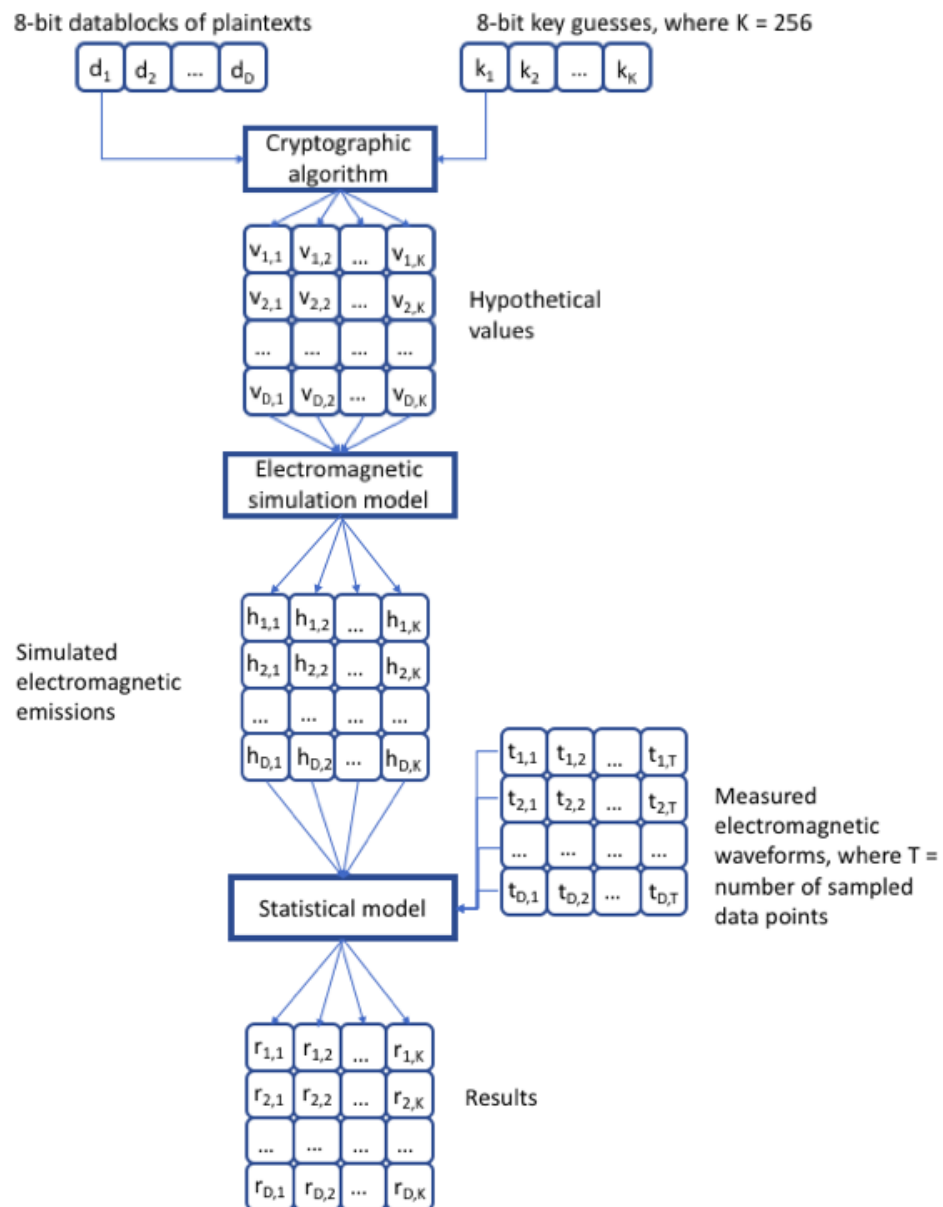 8-bit datablocks of plaintexts
8-bit key guesses, where K = 256
d1 d2 ... dD
k1 k2 ... kK
Cryptographic
algorithm
v1,1 v1,2 ... v1,K
v2,1 v2,2 ... v2,K
... ... ... ...
vD,1 vD,2 ... vD,K
Hypothetical
values
Electromagnetic
simulation model
h1,1 h1,2 ... h1,K
h2,1 h2,2 ... h2,K
... ... ... ...
hD,1 hD,2 ... hD,K
Simulated
electromagnetic
emissions
t1,1 t1,2 ... t1,T
t2,1 t2,2 ... t2,T
... ... ... ...
tD,1 tD,2 ... tD,T
Measured
electromagnetic
waveforms, where T =
number of sampled
data points
Statistical model
r1,1 r1,2 ... r1,K
r2,1 r2,2 ... r2,K
... ... ... ...
rD,1 rD,2 ... rD,K
Results